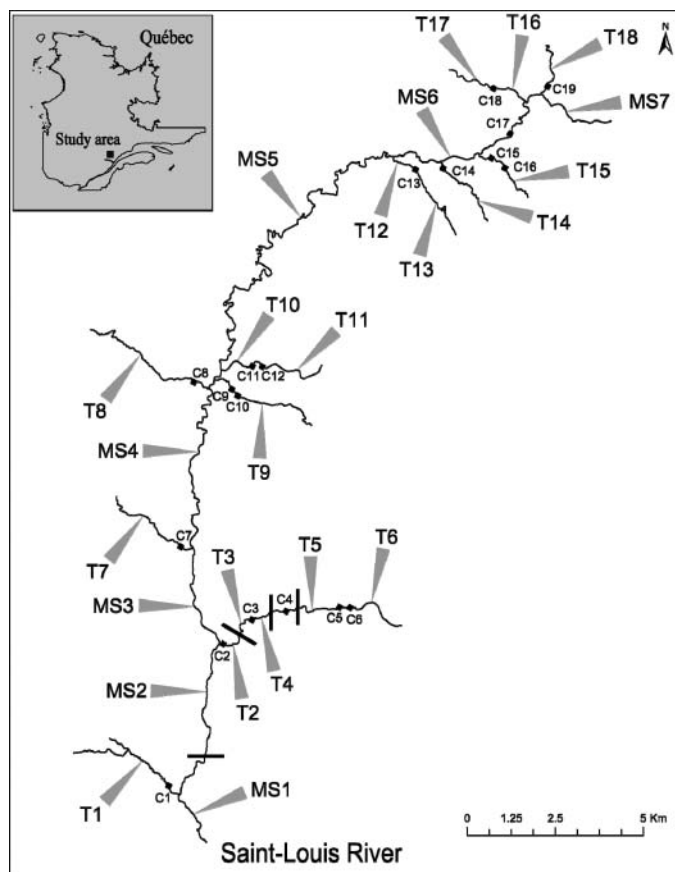 Québec
Study area
N
T17
T16
T18
C18
C19
MS7
MS6
C17
C15
C16
T15
C14
C13
MS5
T12
T14
T13
T10
T11
C8
C11
C12
C9
C10
T8
T9
MS4
T7
C7
T3
T5
T6
MS3
C3
C4
C5
C6
C2
T4
T2
MS2
C1
T1
MS1
0 1.25 2.5 5 Km
Saint-Louis River